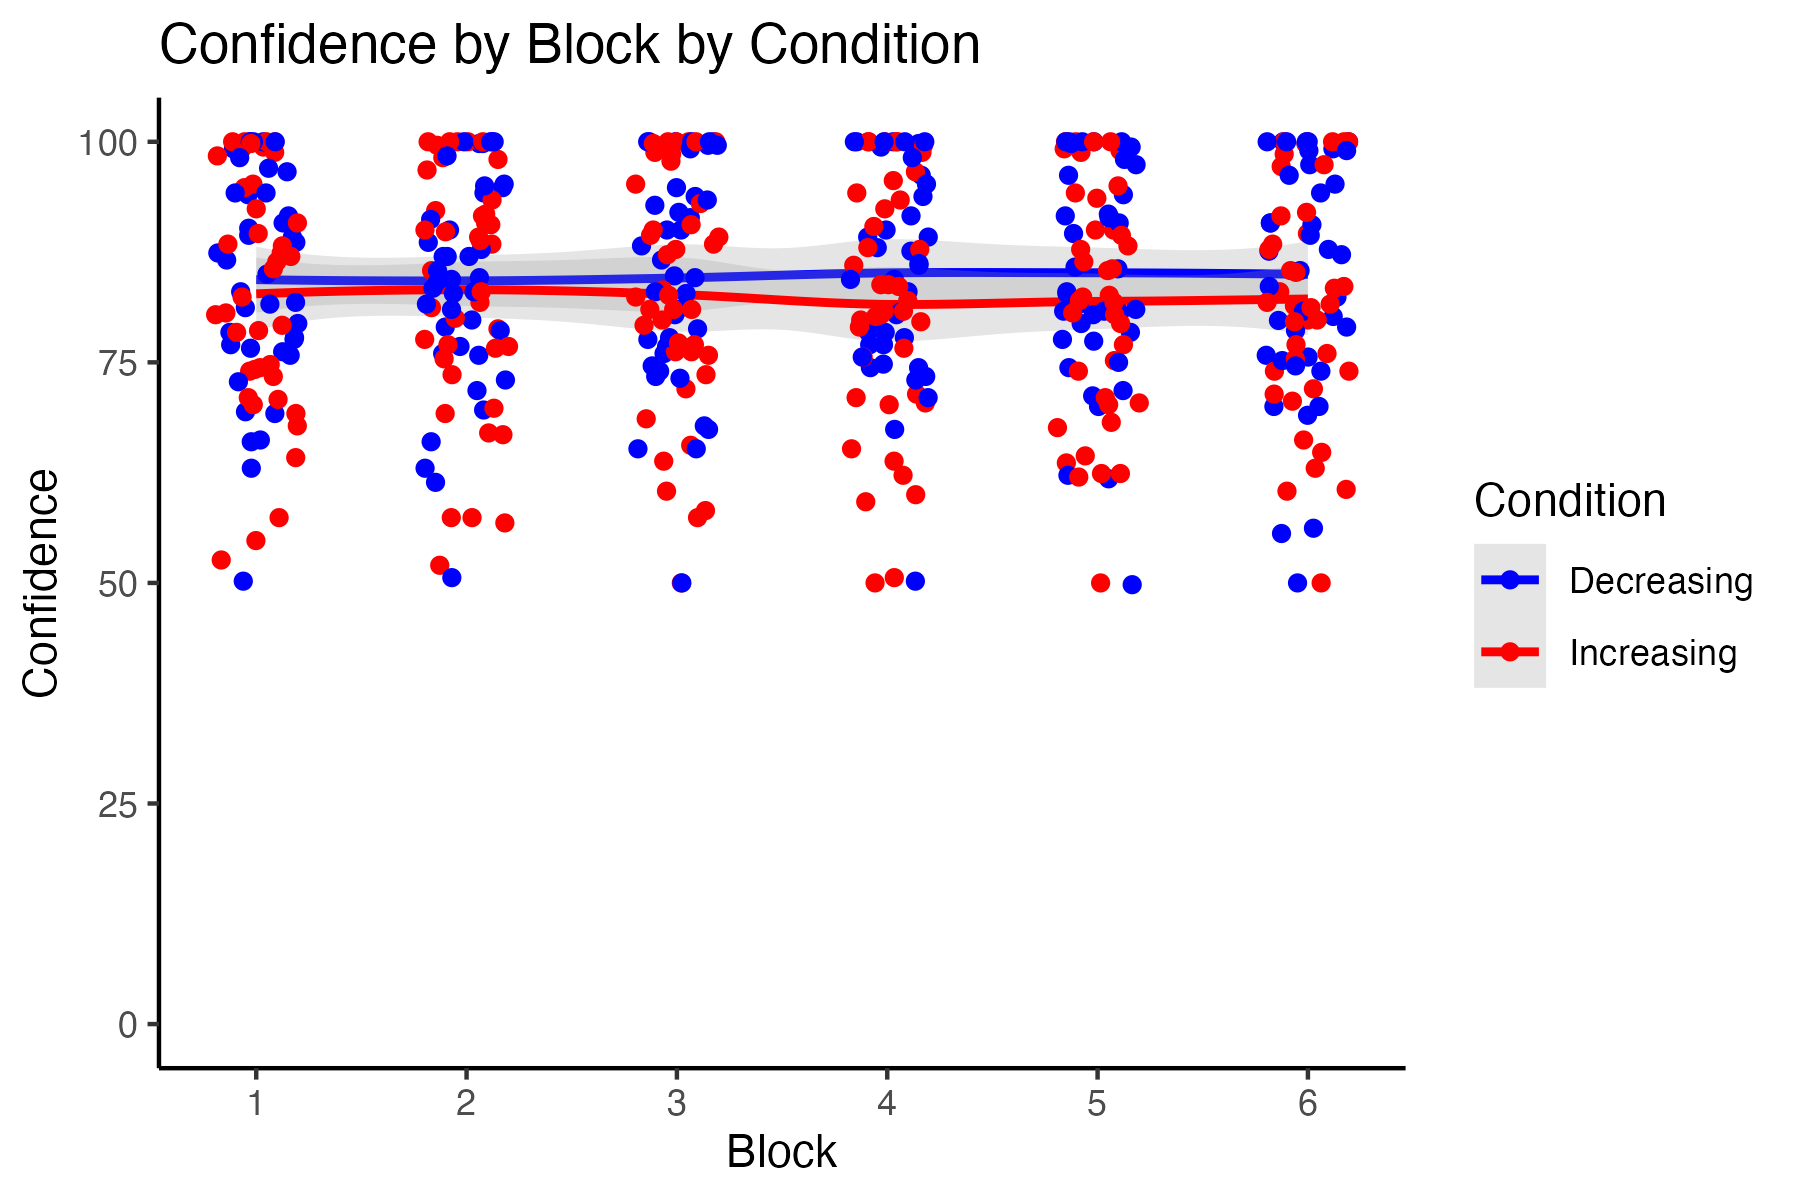 Confidence by Block by Condition
Confidence
100
75
50
25
0
1 2 3 4 5 6
Block
Condition
Decreasing
Increasing